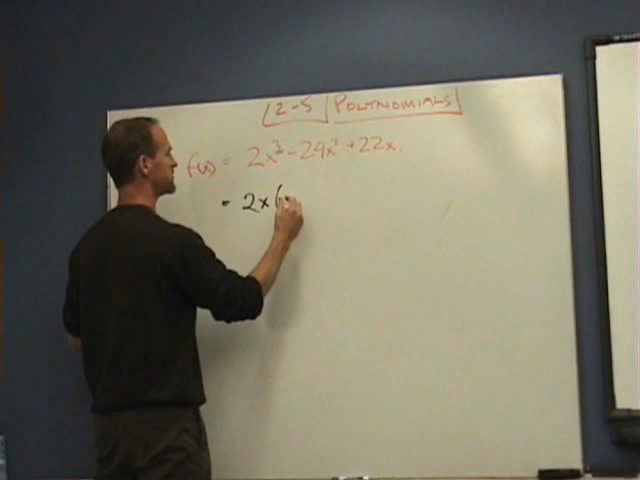 2-5 POLYNOMIALS
f(x) = 2x³ - 24x² + 22x.
= 2x(